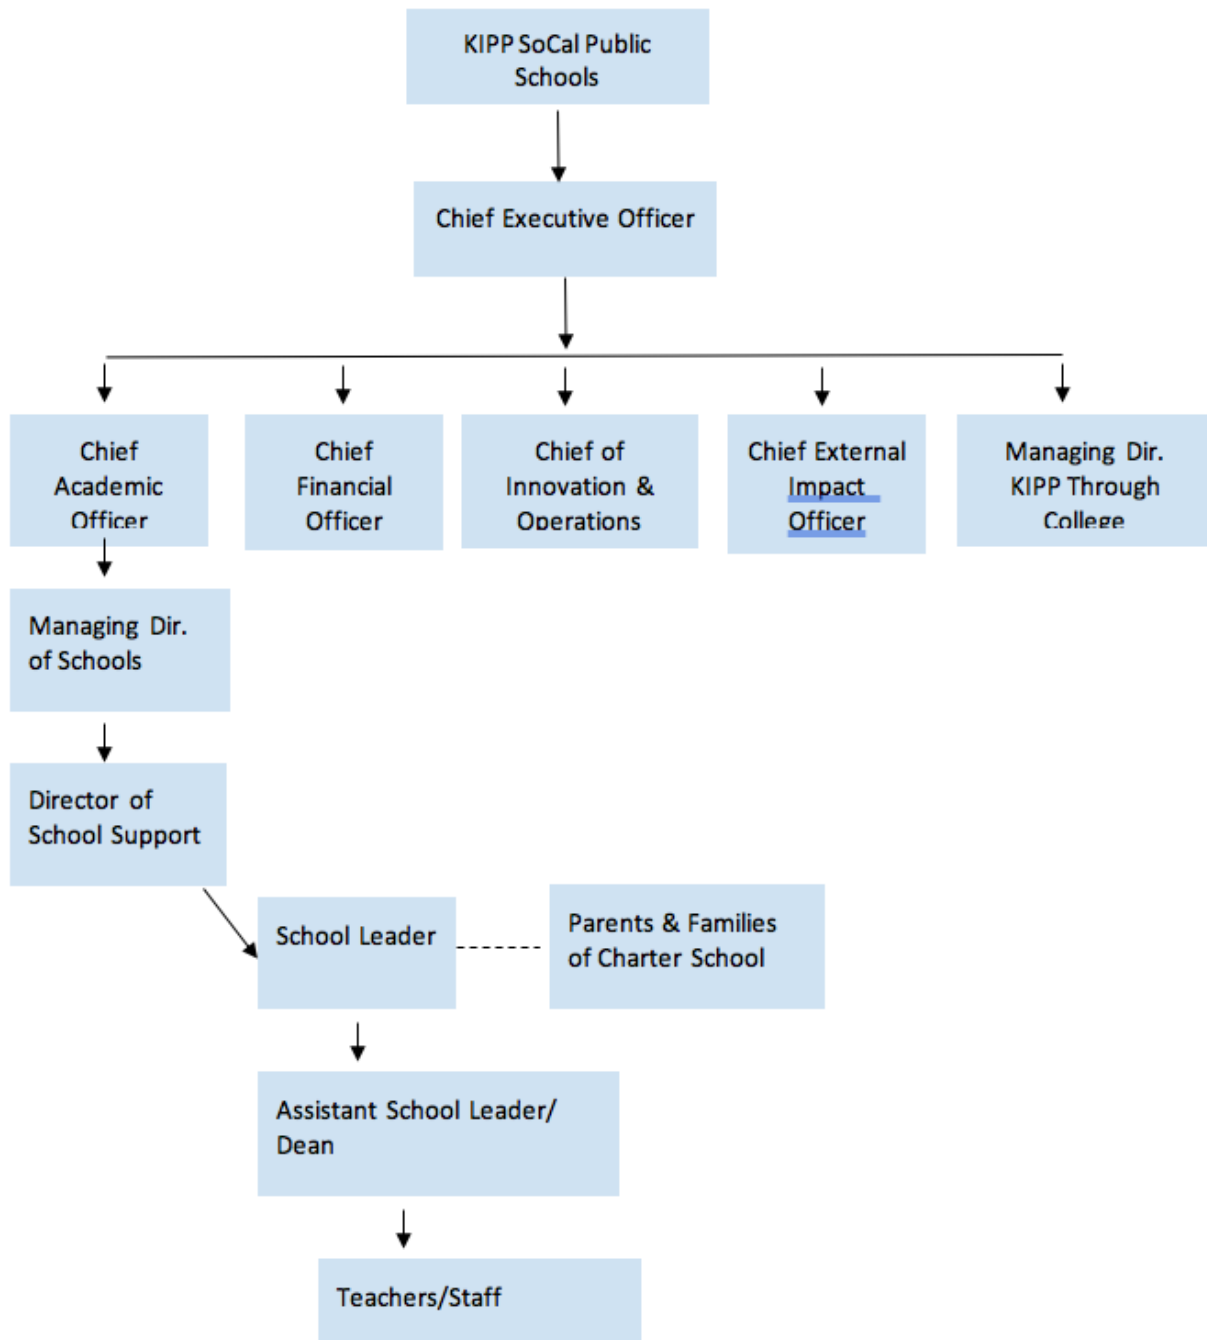 KIPP SoCal Public
Schools
Chief Executive Officer
Chief
Academic
Officer
Chief
Financial
Officer
Chief of
Innovation &
Operations
Chief External
Impact
Officer
Managing Dir.
KIPP Through
College
Managing Dir.
of Schools
Director of
School Support
School Leader
Parents & Families
of Charter School
Assistant School Leader/
Dean
Teachers/Staff